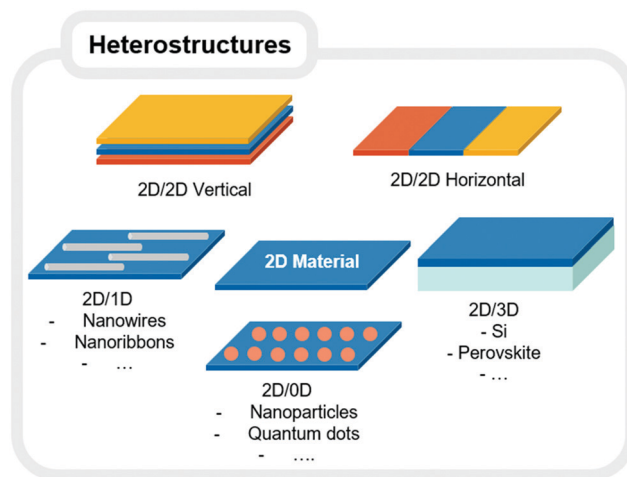 Heterostructures
2D/2D Vertical
2D/2D Horizontal
2D/1D
- Nanowires
- Nanoribbons
- ...
2D Material
2D/3D
- Si
- Perovskite
- ...
2D/0D
- Nanoparticles
- Quantum dots
- ....